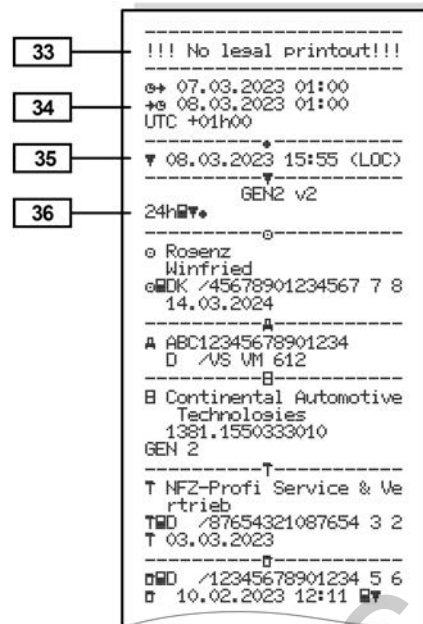 33
!!! No legal printout!!!
34
07.03.2023 01:00
08.03.2023 01:00
UTC +01h00
35
▼ 08.03.2023 15:55 (LOC)
GEN2 v2
36
24h▼
Rogenz
Winfried
DK /45678901234567 7 8
14.03.2024
A
A ABC12345678901234
D /VS VM 612
B
B Continental Automotive
Technologies
1381.1550333010
GEN 2
T
T NFZ-Profi Service & Ve
rtrieb
T D /87654321087654 3 2
T 03.03.2023
D /12345678901234 5 6
10.02.2023 12:11 ▼